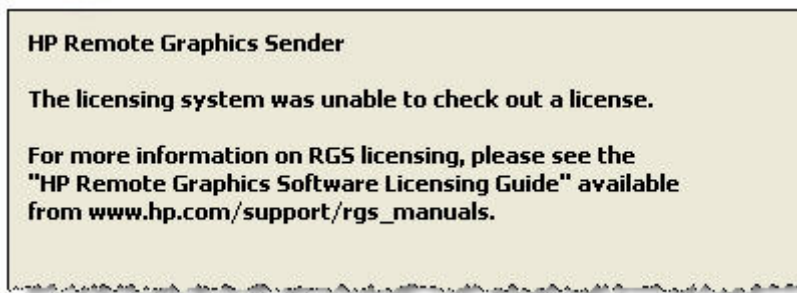 HP Remote Graphics Sender
The licensing system was unable to check out a license.
For more information on RGS licensing, please see the
"HP Remote Graphics Software Licensing Guide" available
from www.hp.com/support/rgs_manuals.